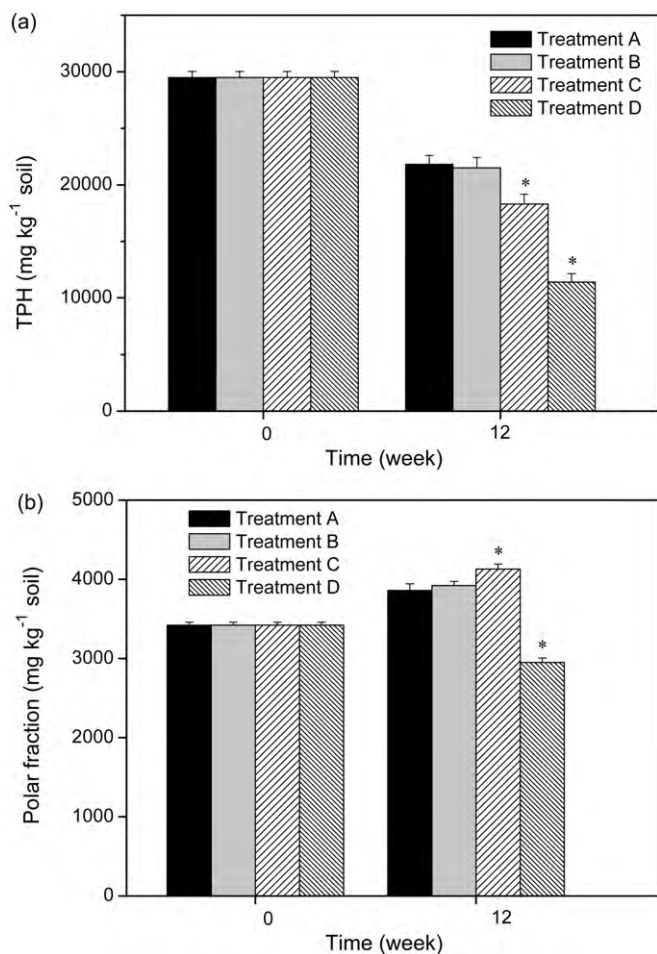 (a)
Treatment A
Treatment B
Treatment C
Treatment D
30000
20000
10000
0
TPH (mg kg⁻¹ soil)
*
*
0
12
Time (week)
(b)
Treatment A
Treatment B
Treatment C
Treatment D
5000
4000
3000
2000
1000
0
Polar fraction (mg kg⁻¹ soil)
*
*
0
12
Time (week)